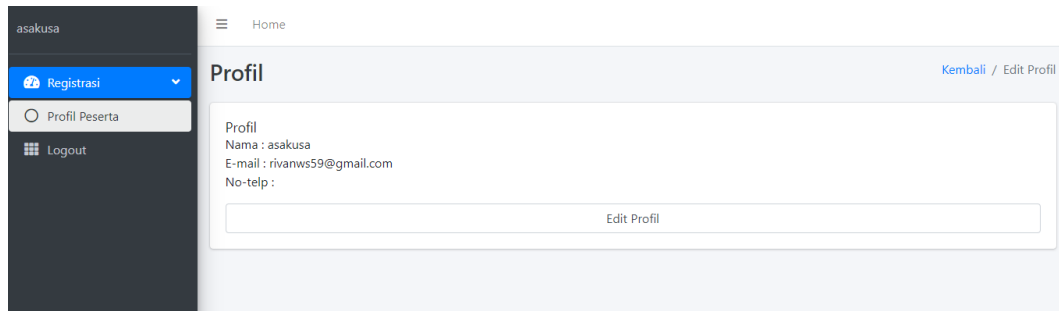 asakusa
Home
Registrasi
Profil Peserta
Logout
Profil
Kembali / Edit Profil
Profil
Nama : asakusa
E-mail : rivanws59@gmail.com
No-telp :
Edit Profil